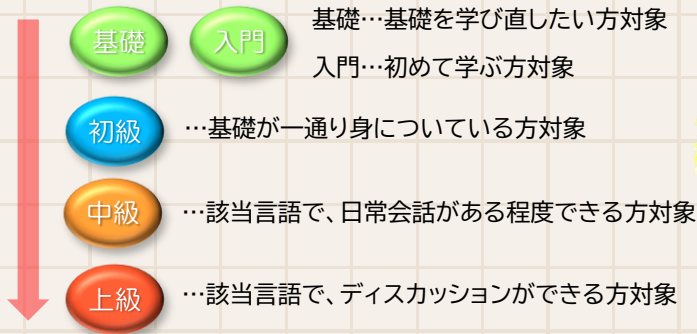 基礎 入門 基礎…基礎を学び直したい方対象
入門…初めて学ぶ方対象
初級 …基礎が一通り身についている方対象
中級 …該当言語で、日常会話がある程度できる方対象
上級 …該当言語で、ディスカッションができる方対象